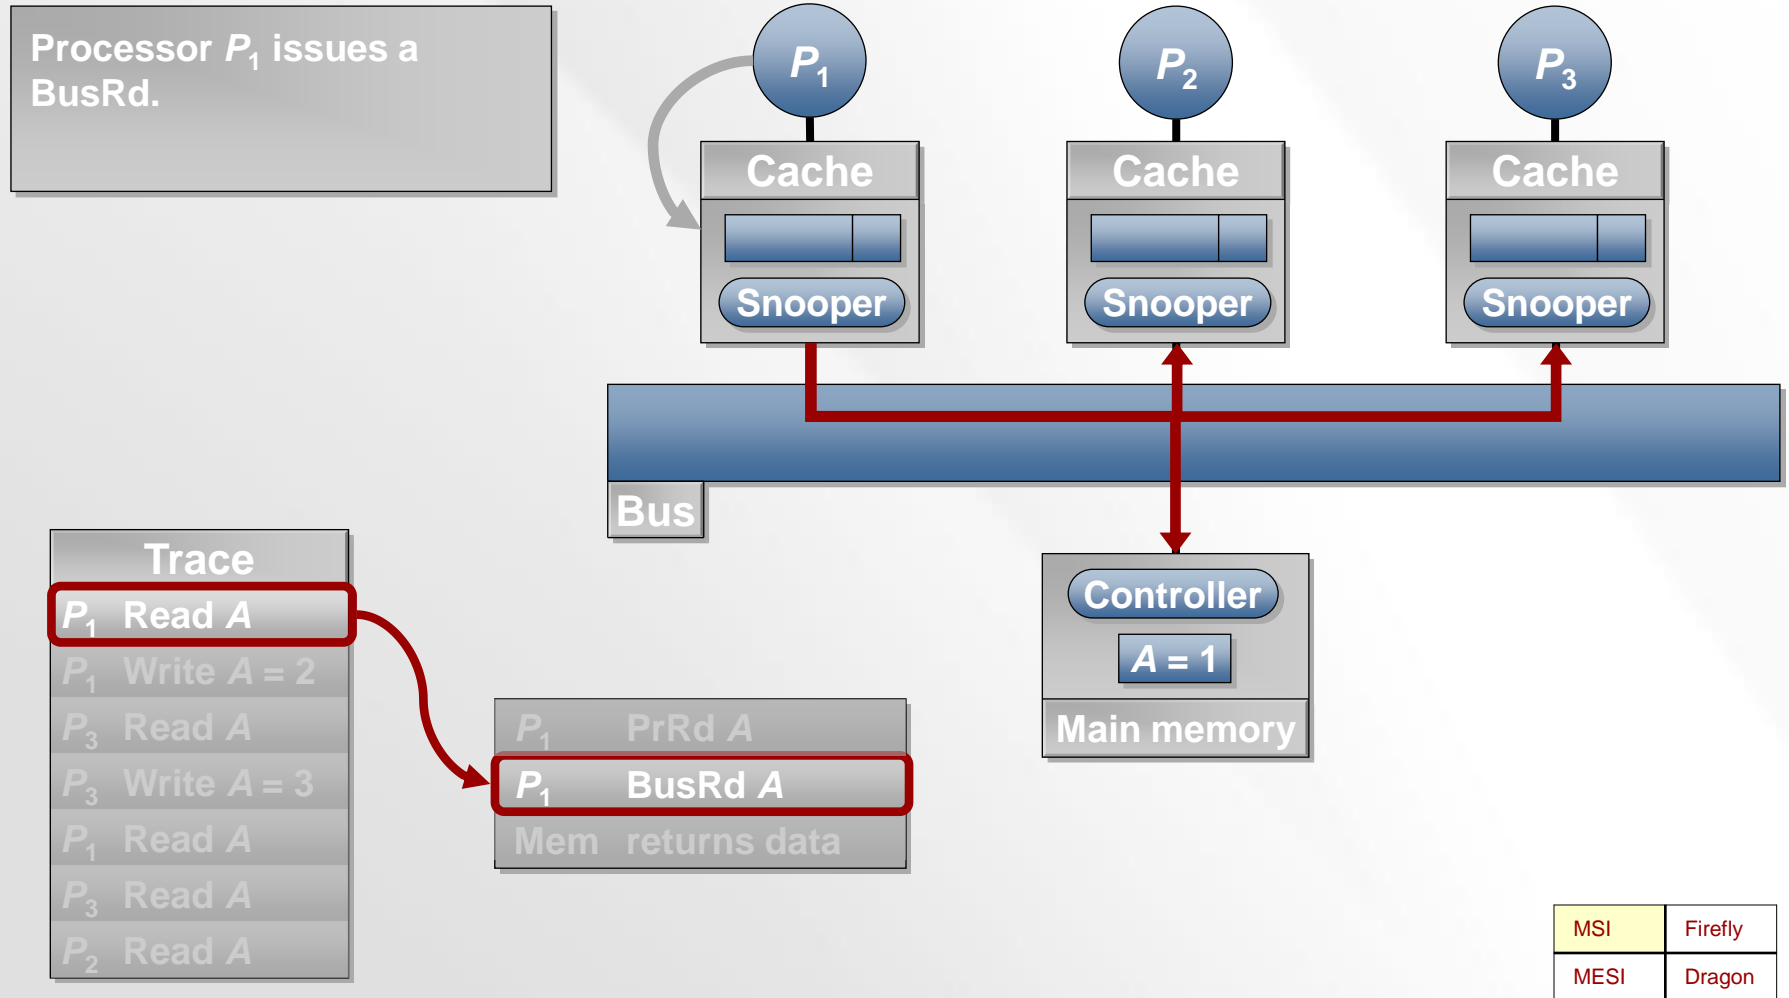 Processor P1 issues a
BusRd.
P1
P2
P3
Cache
Cache
Cache
Snooper
Snooper
Snooper
Bus
Trace
P1 Read A
P1 Write A = 2
P3 Read A
P3 Write A = 3
P1 Read A
P3 Read A
P2 Read A
P1 PrRd A
P1 BusRd A
Mem returns data
Controller
A = 1
Main memory
MSI Firefly
MESI Dragon